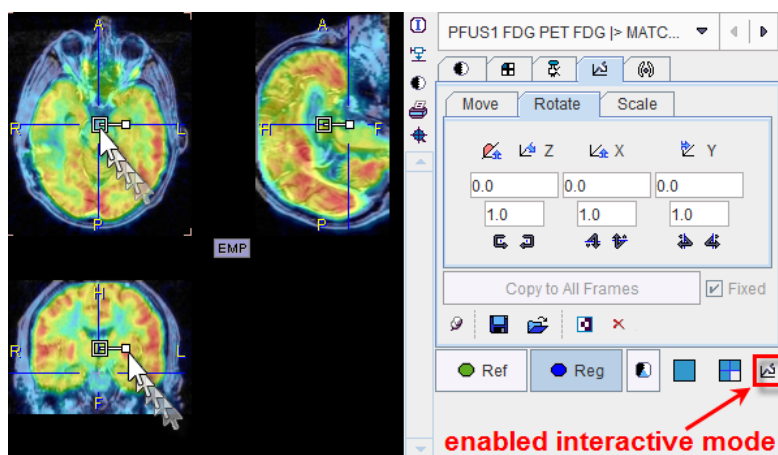 A
R
L
P
A
H
F
P
EMP
H
R
L
F
PFUS1 FDG PET FDG |> MATC...
Move Rotate Scale
Z X Y
0.0 0.0 0.0
1.0 1.0 1.0
Copy to All Frames Fixed
Ref Reg
enabled interactive mode